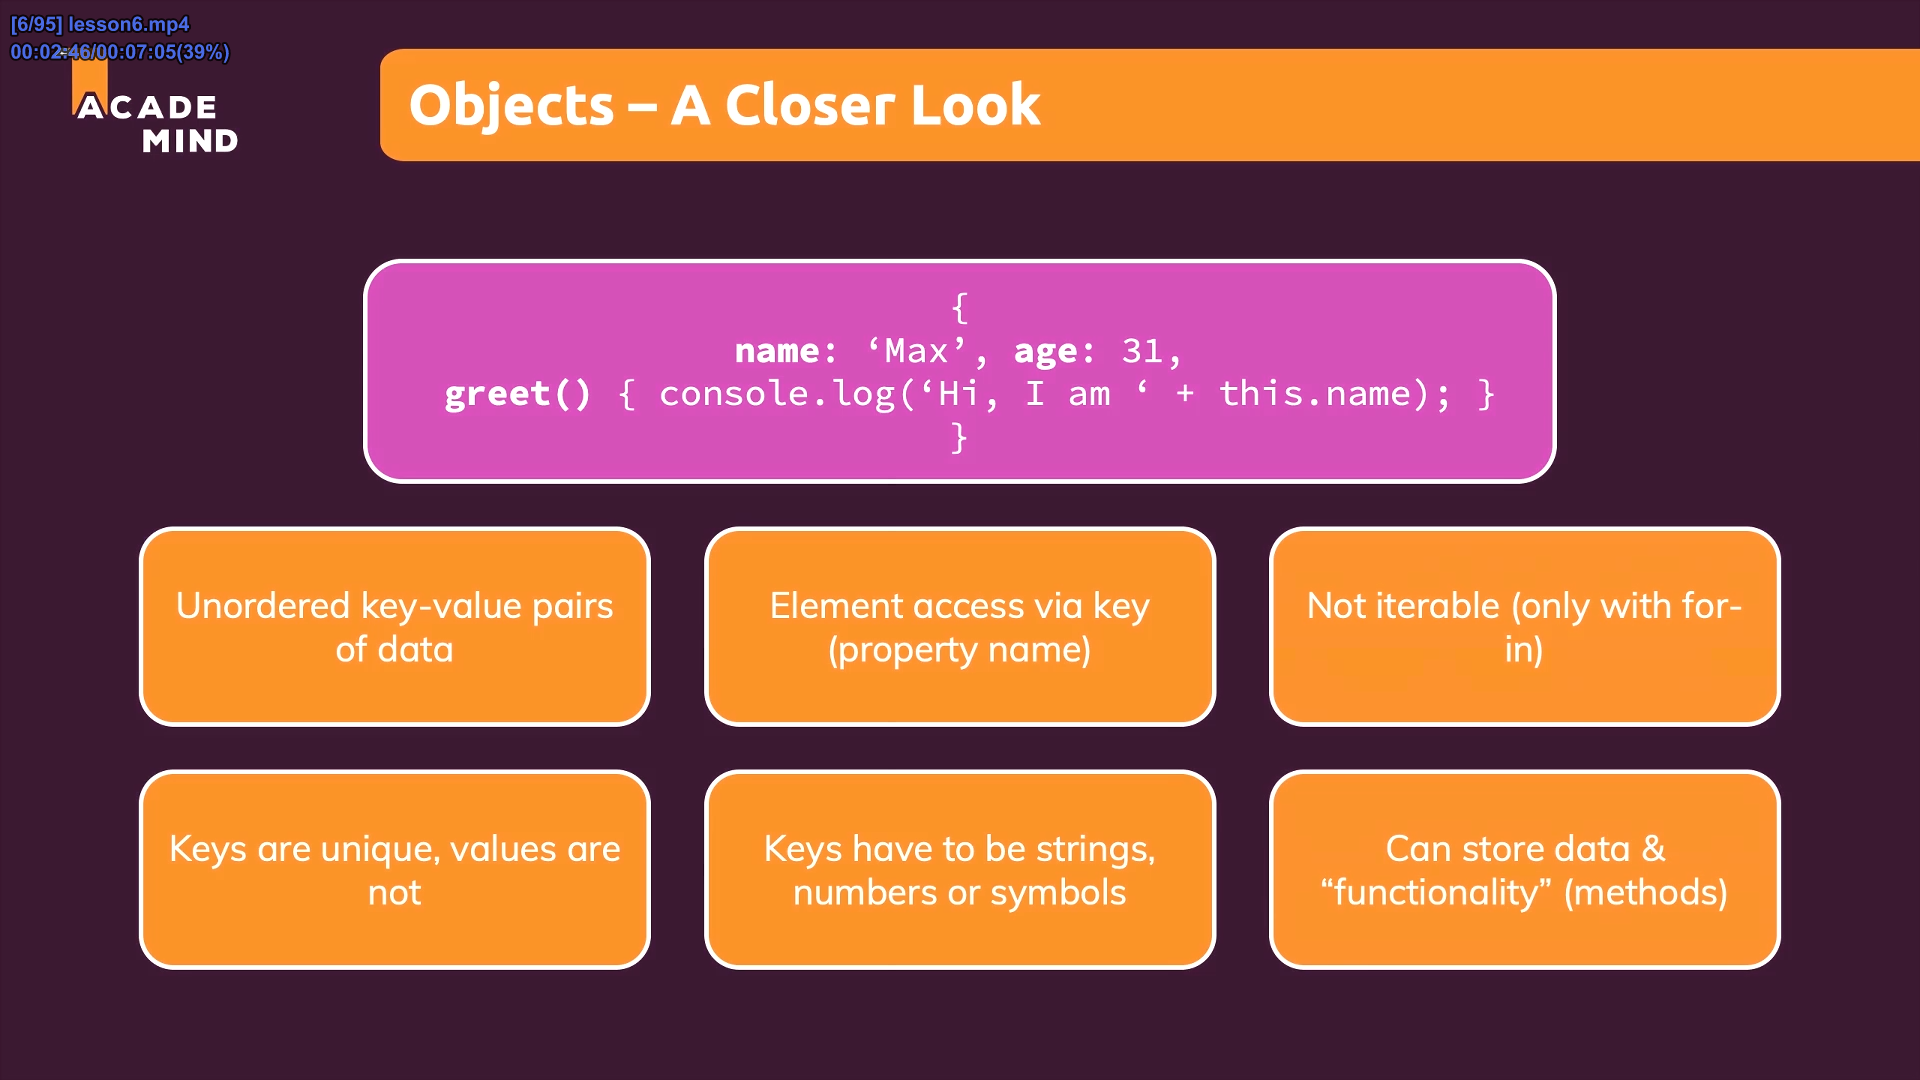 [6/95] lesson6.mp4
00:02:46/00:07:05(39%)
ACADE
MIND
Objects – A Closer Look
{
name: ‘Max’, age: 31,
greet() { console.log(‘Hi, I am ‘ + this.name); }
}
Unordered key-value pairs
of data
Element access via key
(property name)
Not iterable (only with for-
in)
Keys are unique, values are
not
Keys have to be strings,
numbers or symbols
Can store data &
“functionality” (methods)